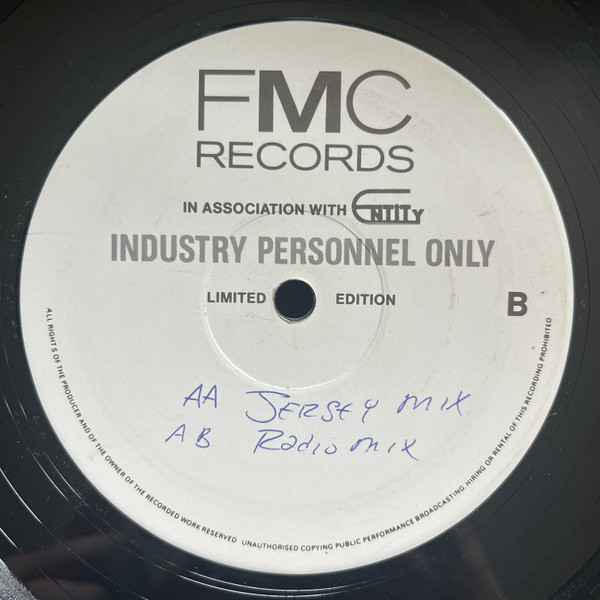 FMC
RECORDS
IN ASSOCIATION WITH ENTITY
INDUSTRY PERSONNEL ONLY
LIMITED EDITION
B
AA JERSEY MIX
AB Radio mix
ALL RIGHTS OF THE PRODUCER AND OF THE OWNER OF THE RECORDED WORK RESERVED UNAUTHORISED COPYING PUBLIC PERFORMANCE BROADCASTING. HIRING OR RENTAL OF THIS RECORDING PROHIBITED